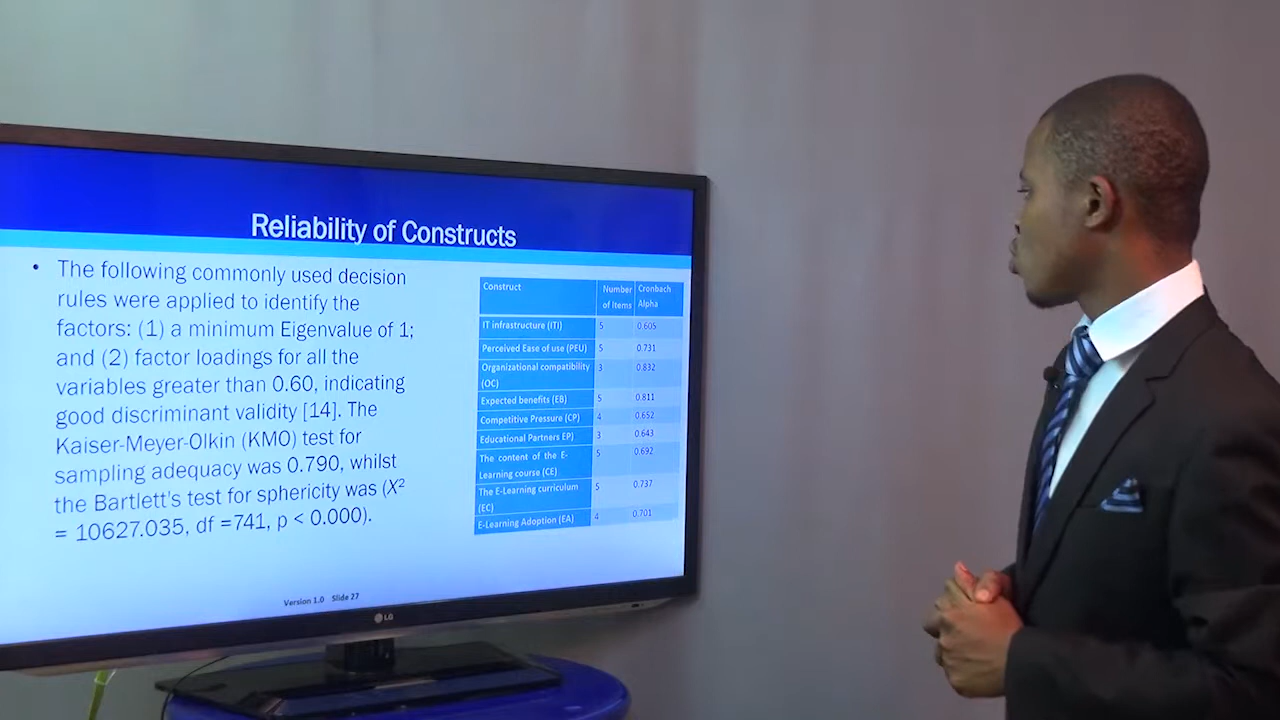 Reliability of Constructs
• The following commonly used decision
rules were applied to identify the
factors: (1) a minimum Eigenvalue of 1;
and (2) factor loadings for all the
variables greater than 0.60, indicating
good discriminant validity [14]. The
Kaiser-Meyer-Olkin (KMO) test for
sampling adequacy was 0.790, whilst
the Bartlett's test for sphericity was (X²
= 10627.035, df =741, p < 0.000).
Construct Number of Items Cronbach Alpha
IT infrastructure (ITI) 5 0.605
Perceived Ease of use (PEU) 5 0.731
Organizational compatibility (OC) 3 0.832
Expected benefits (EB) 5 0.811
Competitive Pressure (CP) 4 0.652
Educational Partners EP) 3 0.643
The content of the E-Learning course (CE) 5 0.692
The E-Learning curriculum (EC) 5 0.737
E-Learning Adoption (EA) 4 0.701
Version 1.0 Slide 27
LG